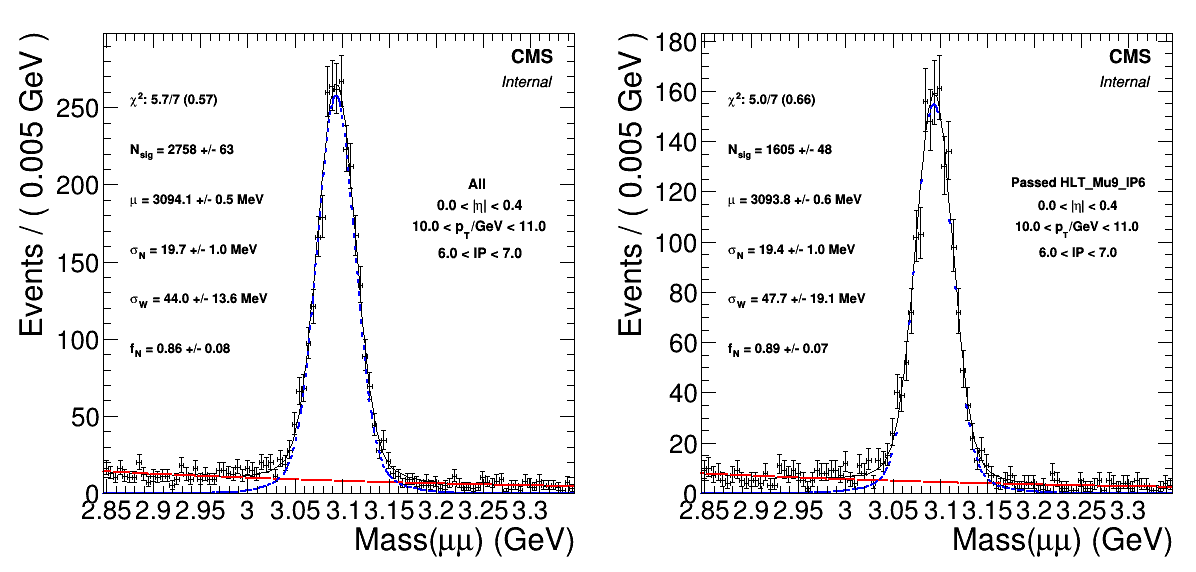 Events / ( 0.005 GeV )
250
200
150
100
50
0
CMS
Internal
χ²: 5.7/7 (0.57)
N_sig = 2758 +/- 63
μ = 3094.1 +/- 0.5 MeV
σ_N = 19.7 +/- 1.0 MeV
σ_W = 44.0 +/- 13.6 MeV
f_N = 0.86 +/- 0.08
All
0.0 < |η| < 0.4
10.0 < p_T/GeV < 11.0
6.0 < IP < 7.0
2.85 2.9 2.95 3 3.05 3.1 3.15 3.2 3.25 3.3
Mass(μμ) (GeV)
Events / ( 0.005 GeV )
180
160
140
120
100
80
60
40
20
0
CMS
Internal
χ²: 5.0/7 (0.66)
N_sig = 1605 +/- 48
μ = 3093.8 +/- 0.6 MeV
σ_N = 19.4 +/- 1.0 MeV
σ_W = 47.7 +/- 19.1 MeV
f_N = 0.89 +/- 0.07
Passed HLT_Mu9_IP6
0.0 < |η| < 0.4
10.0 < p_T/GeV < 11.0
6.0 < IP < 7.0
2.85 2.9 2.95 3 3.05 3.1 3.15 3.2 3.25 3.3
Mass(μμ) (GeV)